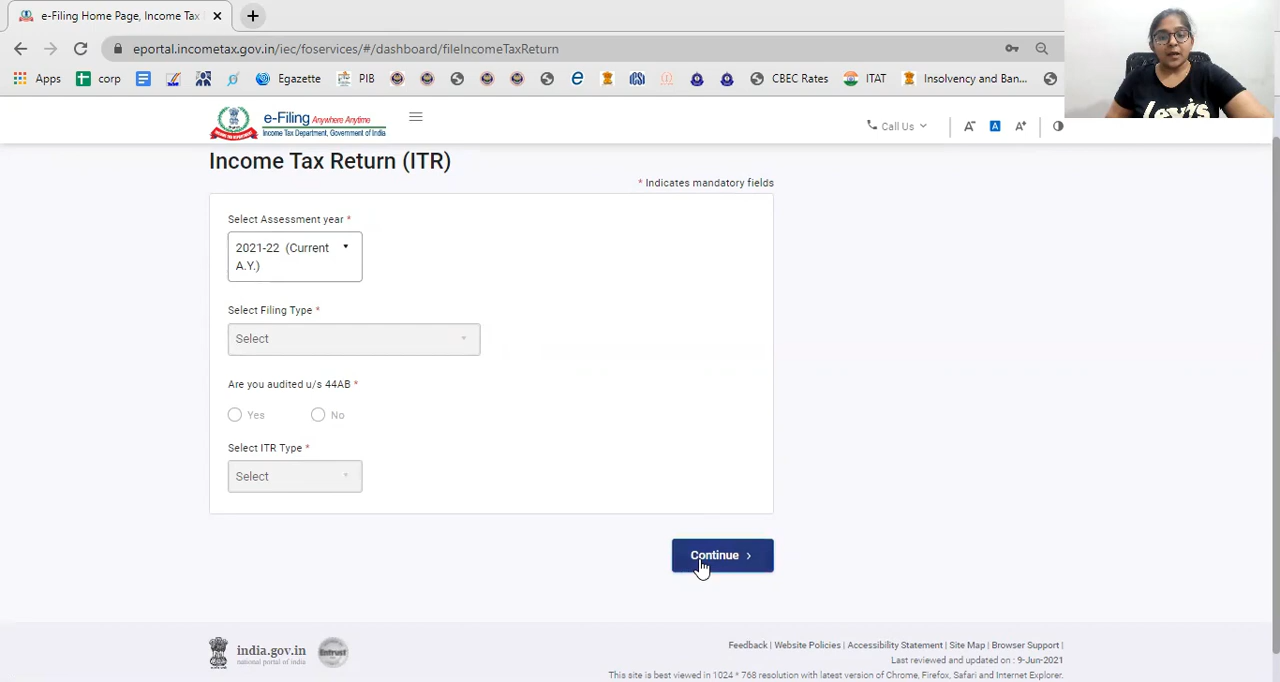 e-Filing Home Page, Income Tax
eportal.incometax.gov.in/iec/foservices/#/dashboard/fileIncomeTaxReturn
Apps corp Egazette PIB CBEC Rates ITAT Insolvency and Ban...
e-Filing Anywhere Anytime
Income Tax Department, Government of India
Call Us A- A A+
Income Tax Return (ITR)
* Indicates mandatory fields
Select Assessment year *
2021-22 (Current
A.Y.)
Select Filing Type *
Select
Are you audited u/s 44AB *
Yes No
Select ITR Type *
Select
Continue >
india.gov.in
national portal of india
Entrust
Feedback | Website Policies | Accessibility Statement | Site Map | Browser Support |
Last reviewed and updated on : 9-Jun-2021
This site is best viewed in 1024 * 768 resolution with latest version of Chrome, Firefox, Safari and Internet Explorer.
Levi's